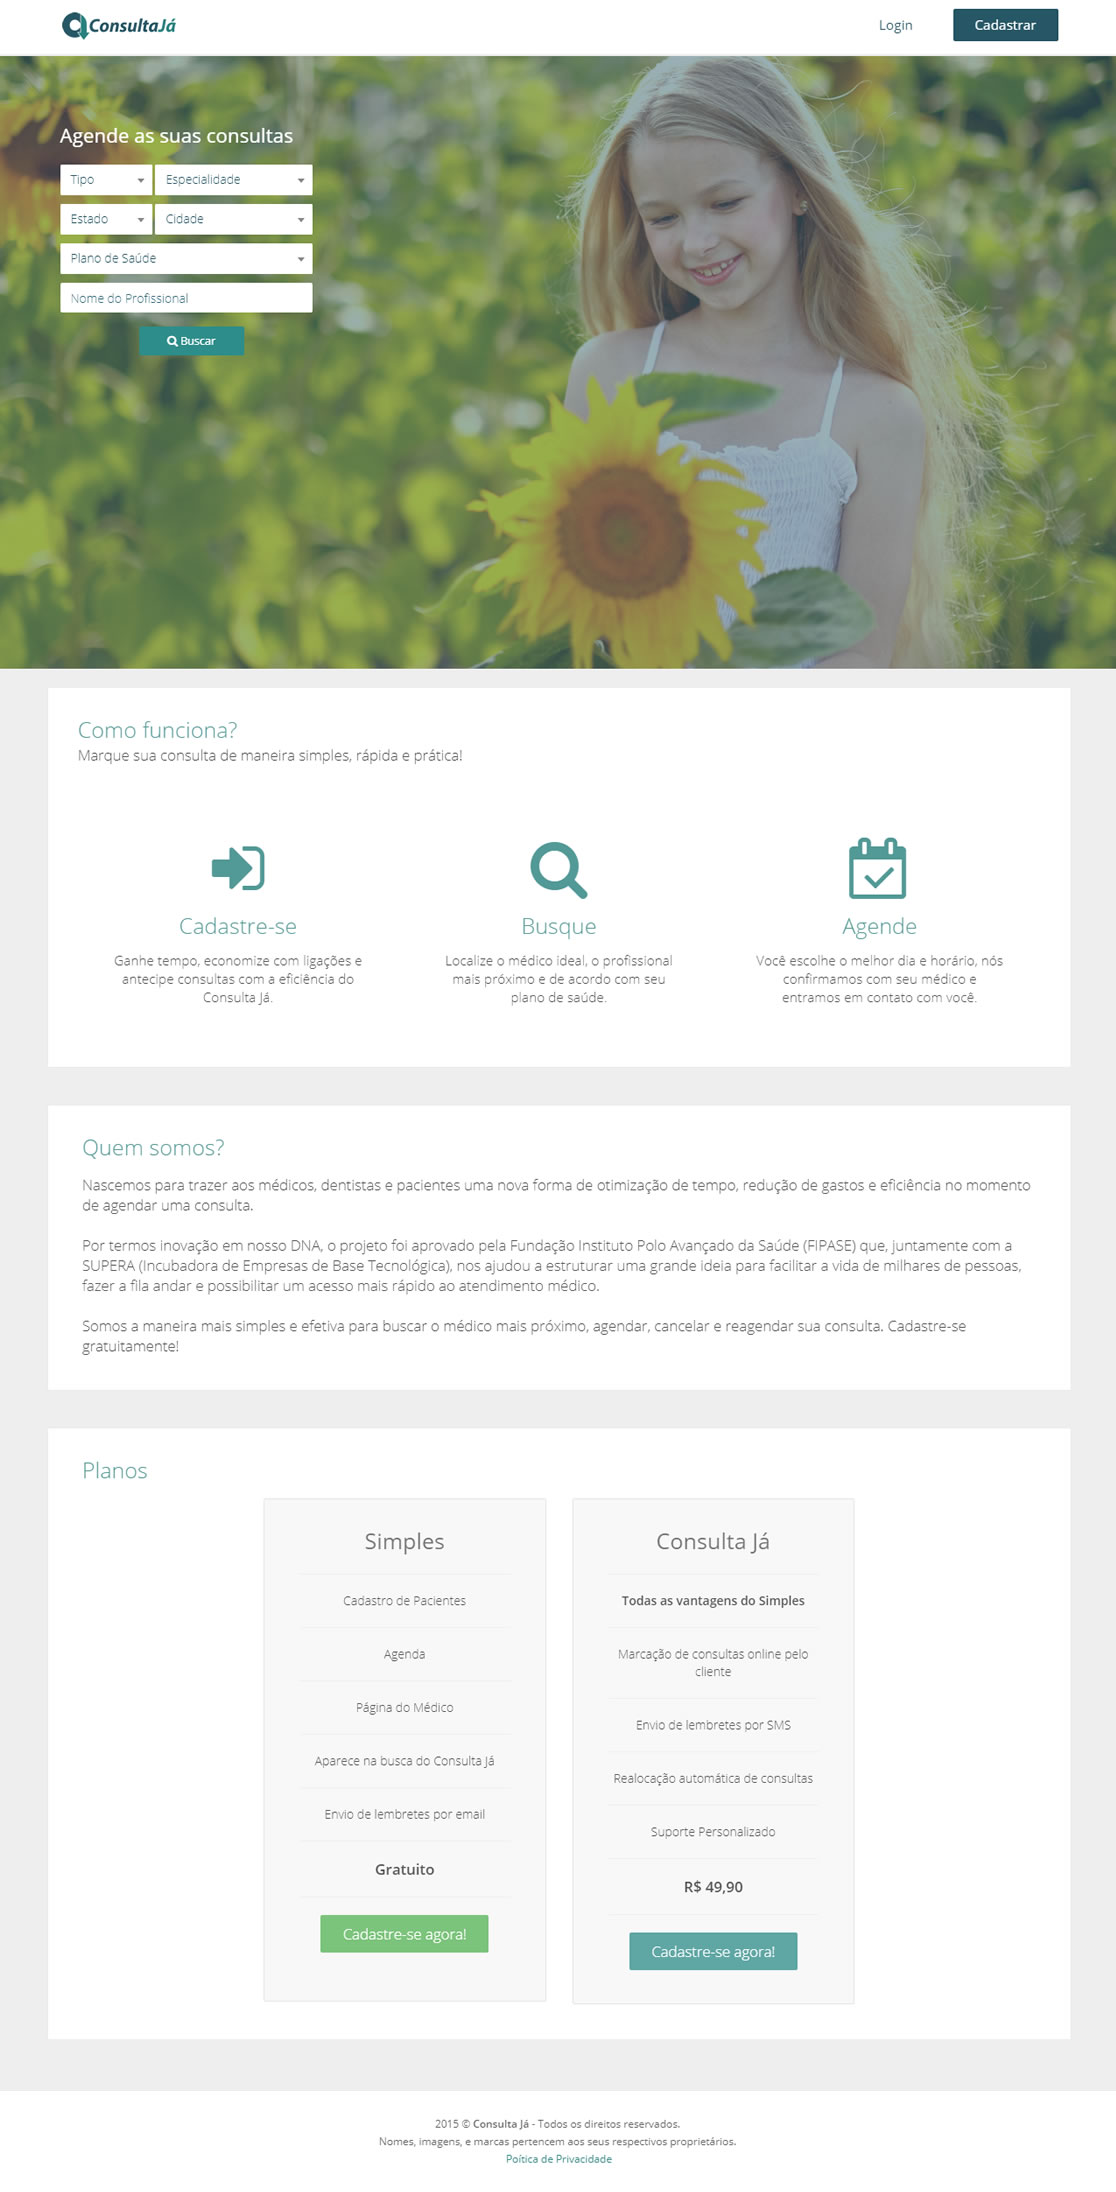 ConsultaJá
Login
Cadastrar
Agende as suas consultas
Tipo
Especialidade
Estado
Cidade
Plano de Saúde
Nome do Profissional
Buscar
Como funciona?
Marque sua consulta de maneira simples, rápida e prática!
Cadastre-se
Ganhe tempo, economize com ligações e
antecipe consultas com a eficiência do
Consulta Já.
Busque
Localize o médico ideal, o profissional
mais próximo e de acordo com seu
plano de saúde.
Agende
Você escolhe o melhor dia e horário, nós
confirmamos com seu médico e
entramos em contato com você.
Quem somos?
Nascemos para trazer aos médicos, dentistas e pacientes uma nova forma de otimização de tempo, redução de gastos e eficiência no momento
de agendar uma consulta.
Por termos inovação em nosso DNA, o projeto foi aprovado pela Fundação Instituto Polo Avançado da Saúde (FIPASE) que, juntamente com a
SUPERA (Incubadora de Empresas de Base Tecnológica), nos ajudou a estruturar uma grande ideia para facilitar a vida de milhares de pessoas,
fazer a fila andar e possibilitar um acesso mais rápido ao atendimento médico.
Somos a maneira mais simples e efetiva para buscar o médico mais próximo, agendar, cancelar e reagendar sua consulta. Cadastre-se
gratuitamente!
Planos
Simples
Cadastro de Pacientes
Agenda
Página do Médico
Aparece na busca do Consulta Já
Envio de lembretes por email
Gratuito
Cadastre-se agora!
Consulta Já
Todas as vantagens do Simples
Marcação de consultas online pelo
cliente
Envio de lembretes por SMS
Realocação automática de consultas
Suporte Personalizado
R$ 49,90
Cadastre-se agora!
2015 © Consulta Já - Todos os direitos reservados.
Nomes, imagens, e marcas pertencem aos seus respectivos proprietários.
Poítica de Privacidade